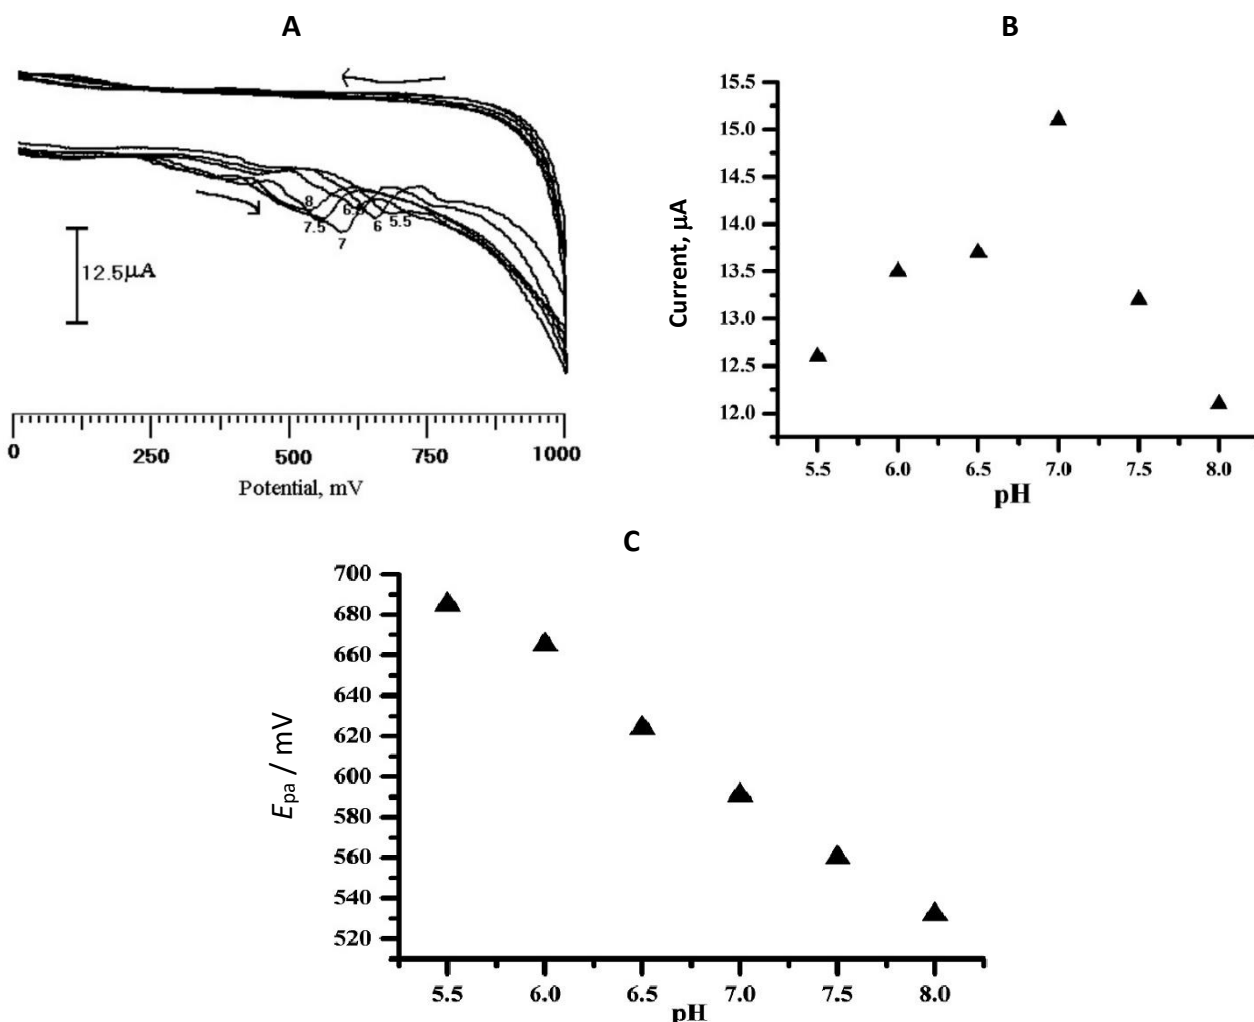 A
8
6.5
5.5
7.5
6
7
12.5μA
0 250 500 750 1000
Potential, mV
B
15.5
15.0
14.5
14.0
13.5
13.0
12.5
12.0
Current, μA
5.5 6.0 6.5 7.0 7.5 8.0
pH
C
700
680
660
640
620
600
580
560
540
520
Epa / mV
5.5 6.0 6.5 7.0 7.5 8.0
pH